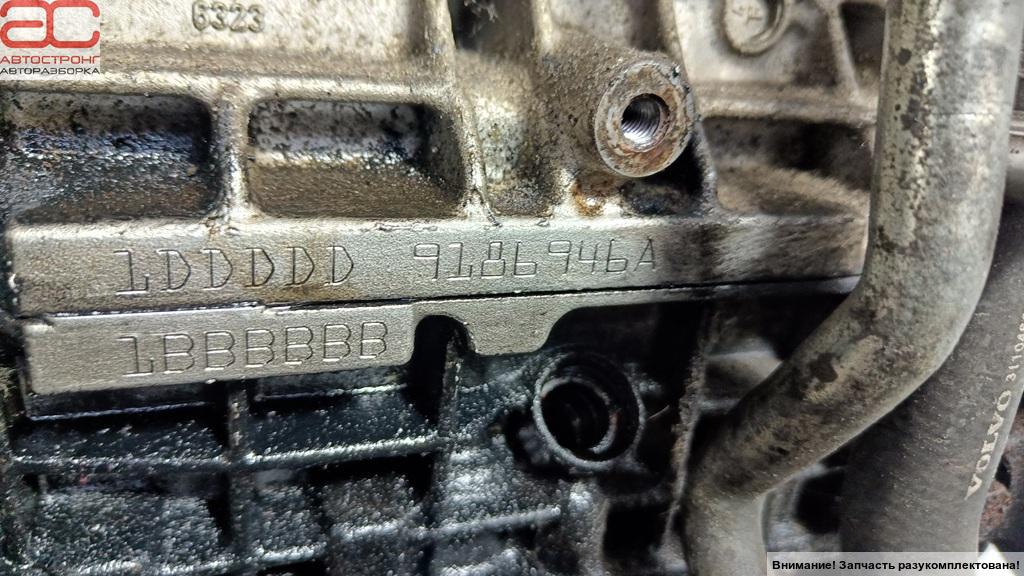 6323
АС
АВТОСТРОНГ
АВТОРАЗБОРКА
1DDDDD 9186946A
1BBBBBB
VOLVO
Внимание! Запчасть разукомплектована!